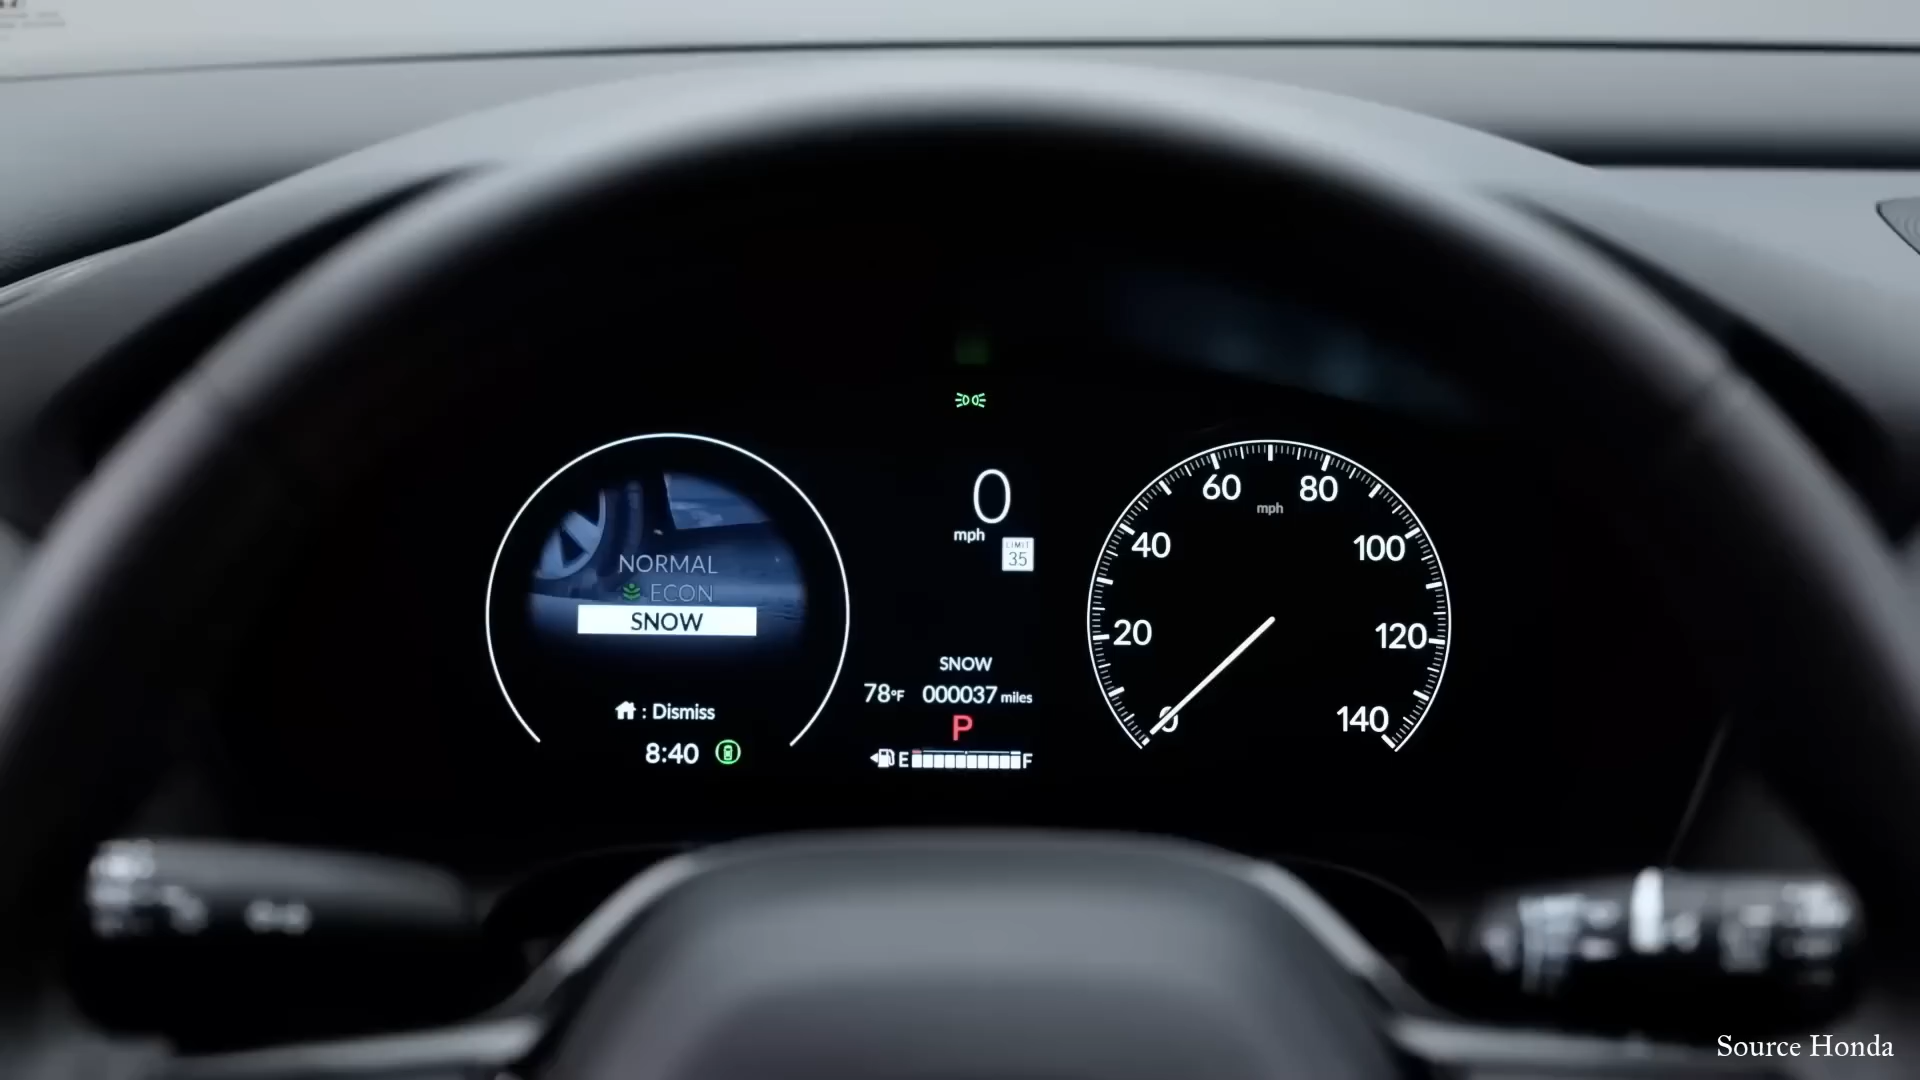 NORMAL
ECON
SNOW
: Dismiss
8:40
0
mph
LIMIT
35
SNOW
78°F 000037 miles
P
E F
0
20
40
60
mph
80
100
120
140
Source Honda